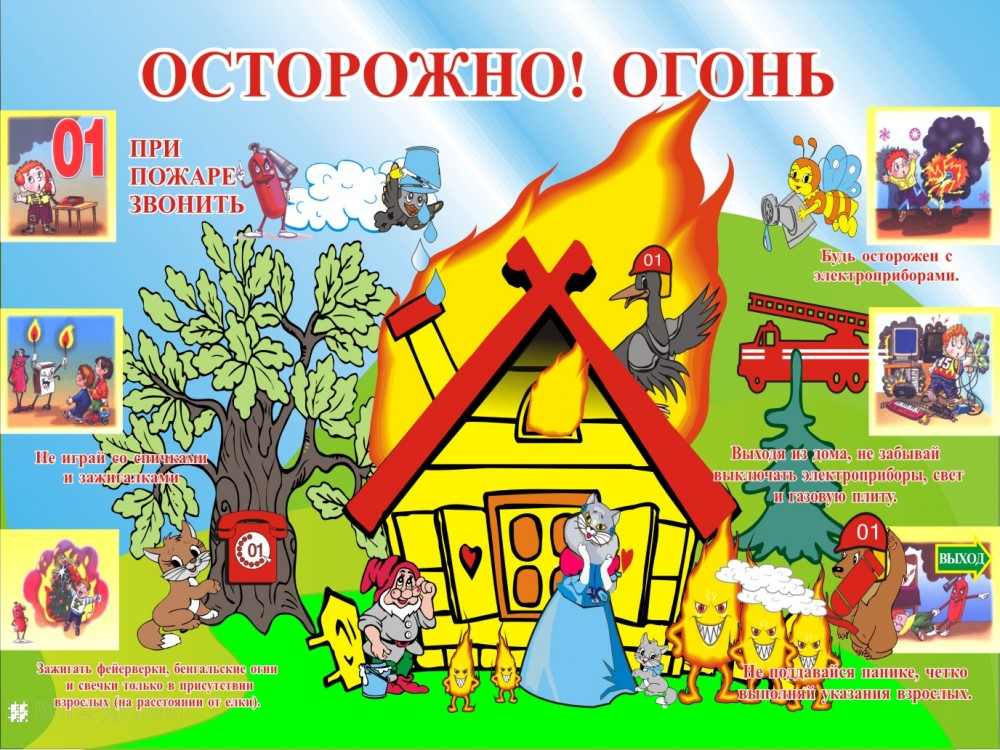 ОСТОРОЖНО! ОГОНЬ
01
ПРИ
ПОЖАРЕ
ЗВОНИТЬ
01
Будь осторожен с
электроприборами.
Не играй со спичками
и зажигалками
Выходя из дома, не забывай
выключать электроприборы, свет
и газовую плиту.
01
01
ВЫХОД
Зажигать фейерверки, бенгальские огни
и свечки только в присутствии
взрослых (на расстоянии от елки).
Не поддавайся панике, четко
выполняй указания взрослых.